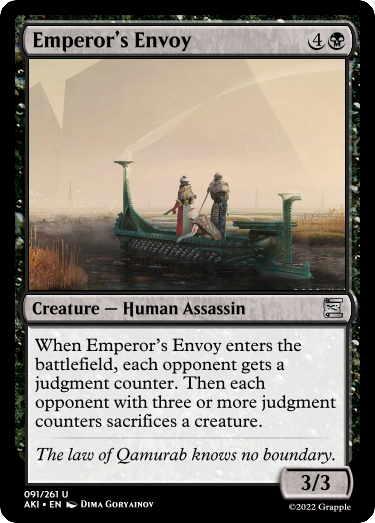 Emperor's Envoy 4
Creature — Human Assassin
When Emperor's Envoy enters the
battlefield, each opponent gets a
judgment counter. Then each
opponent with three or more judgment
counters sacrifices a creature.
The law of Qamurab knows no boundary.
3/3
091/261 U
AKI • EN Dima Goryainov
©2022 Grapple